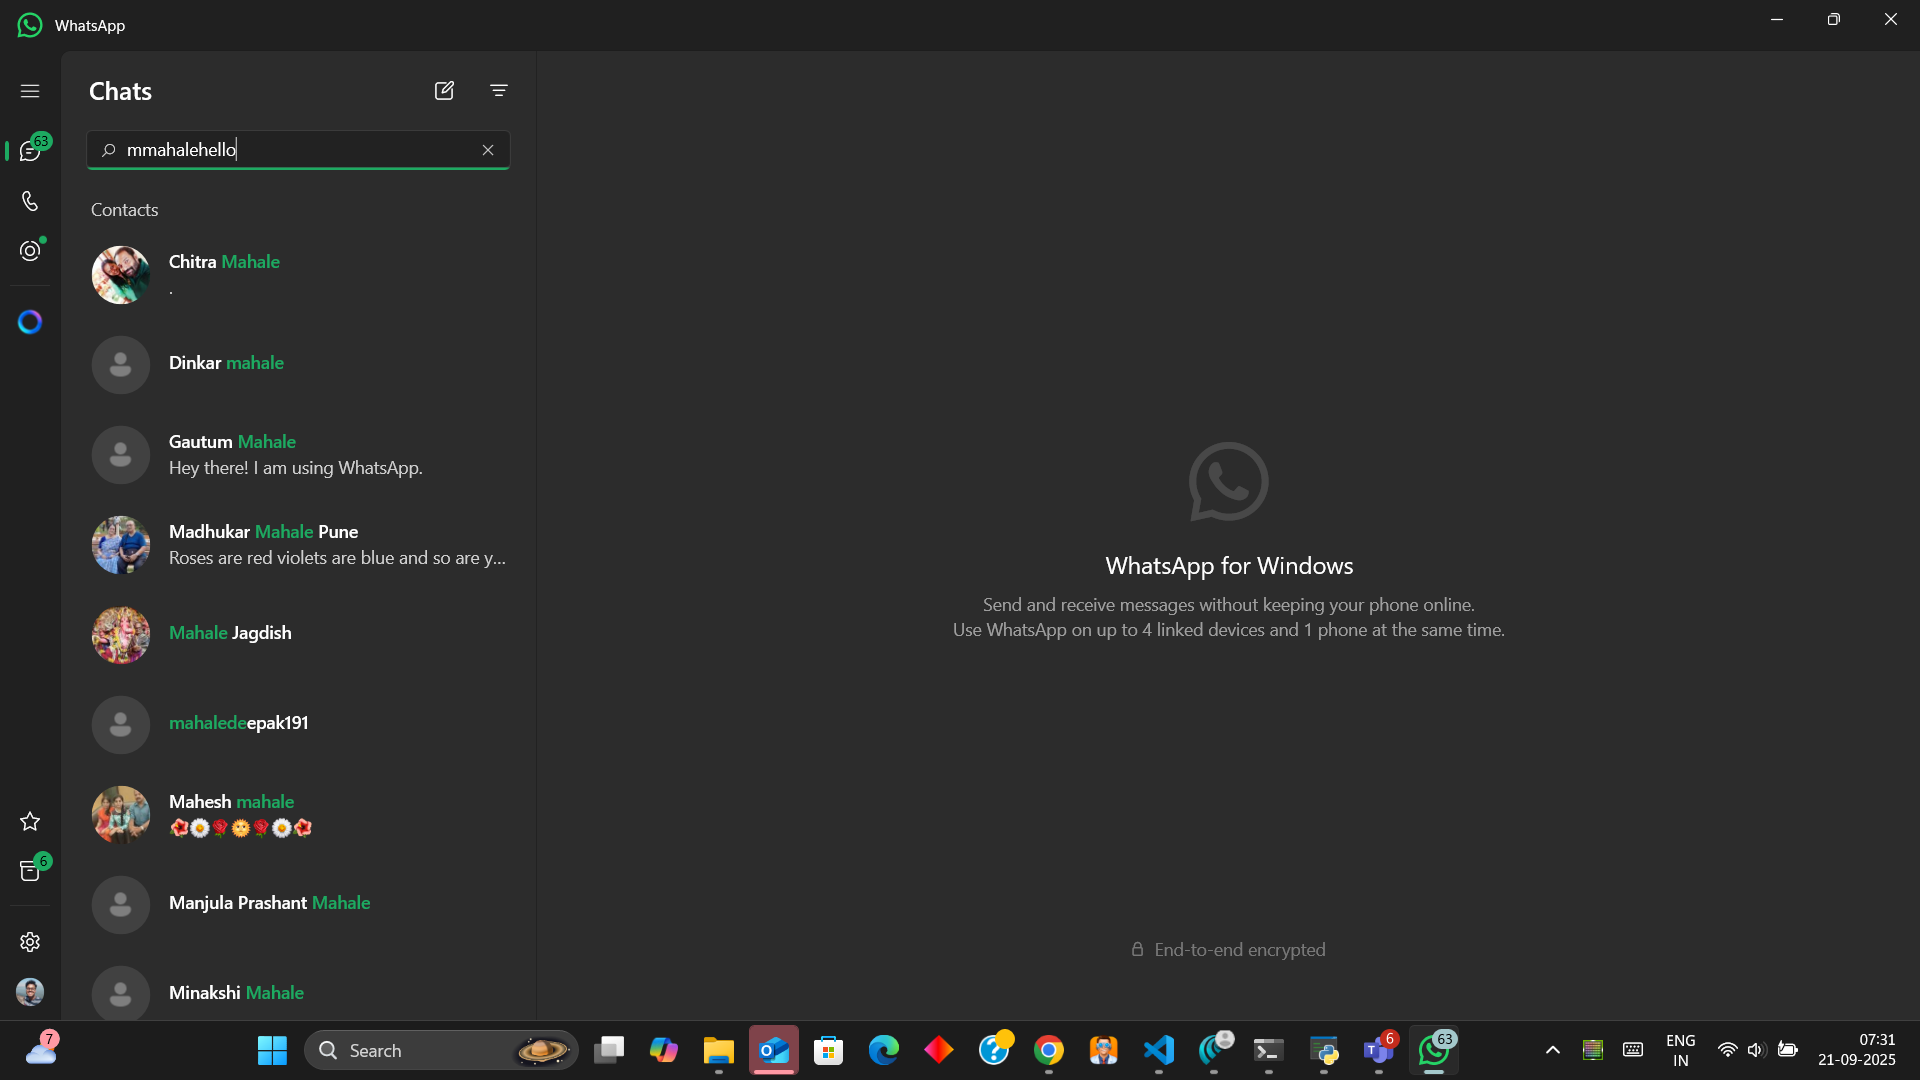 WhatsApp
Chats
63
mmahalehello
Contacts
Chitra Mahale
.
Dinkar mahale
Gautum Mahale
Hey there! I am using WhatsApp.
Madhukar Mahale Pune
Roses are red violets are blue and so are y...
Mahale Jagdish
mahaledeepak191
Mahesh mahale
Manjula Prashant Mahale
Minakshi Mahale
6
WhatsApp for Windows
Send and receive messages without keeping your phone online.
Use WhatsApp on up to 4 linked devices and 1 phone at the same time.
End-to-end encrypted
7
Search
6
63
ENG
IN
07:31
21-09-2025